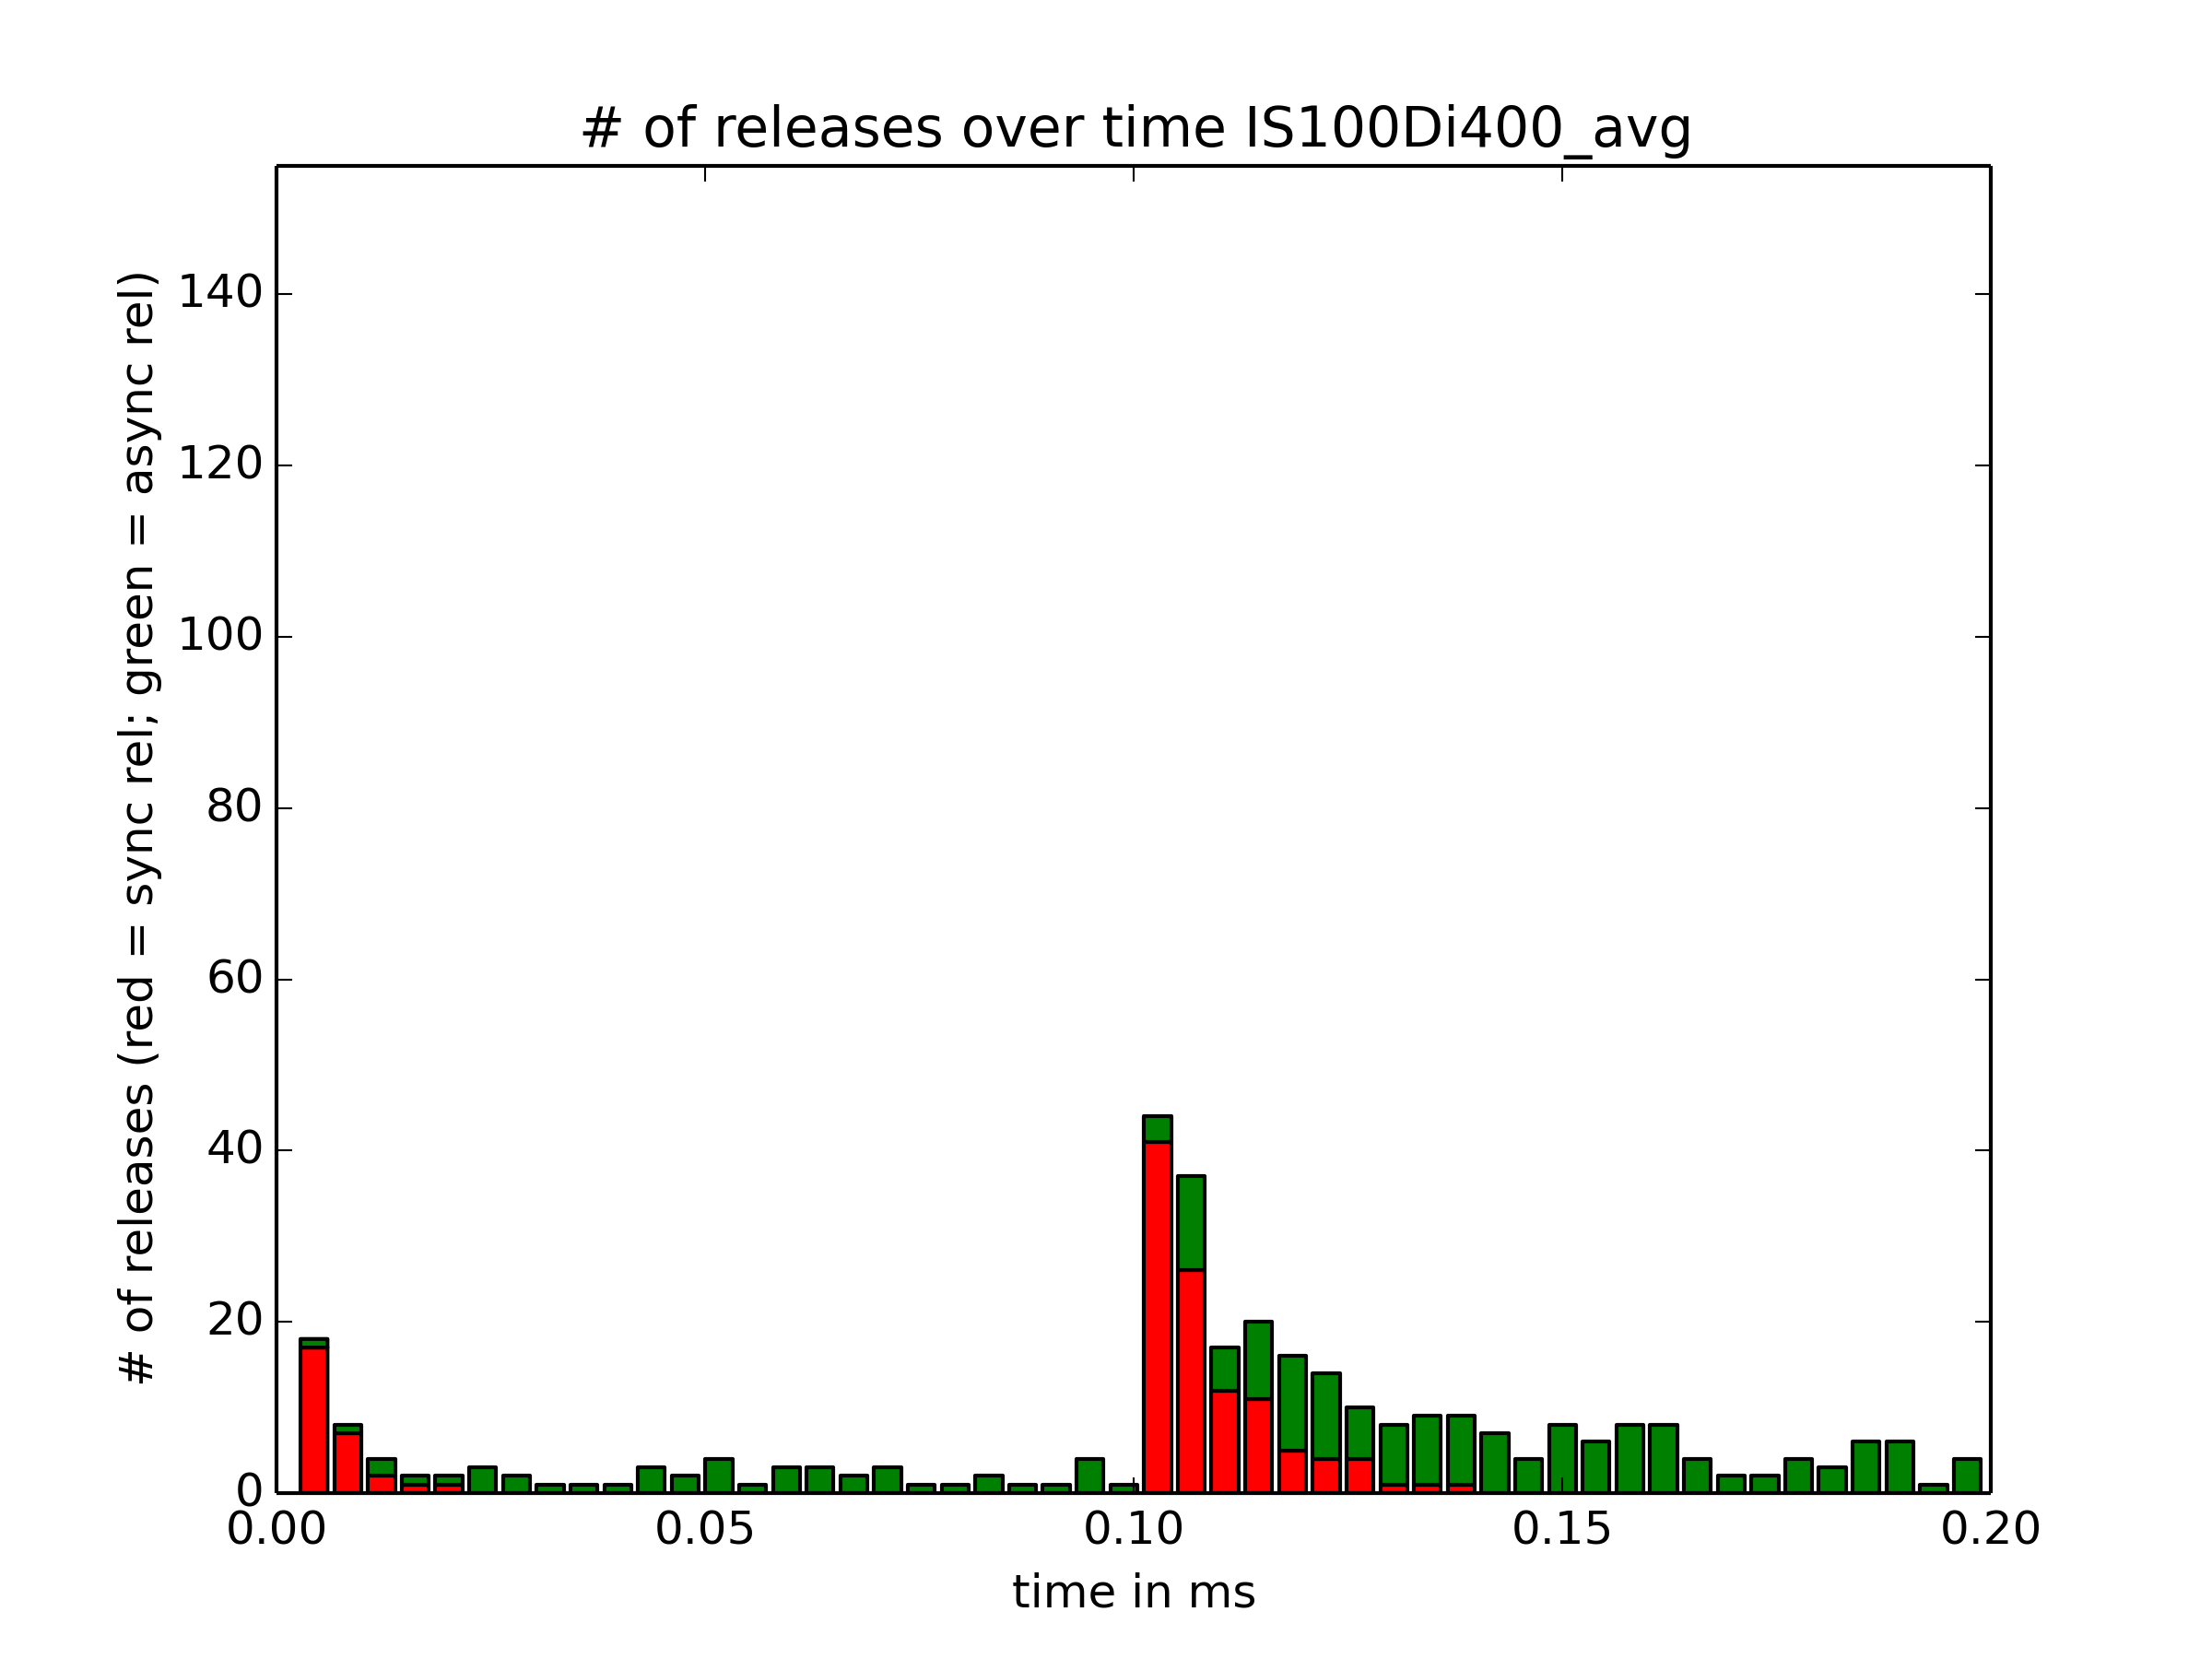 # of releases over time IS100Di400_avg
# of releases (red = sync rel; green = async rel)
140
120
100
80
60
40
20
0
0.00 0.05 0.10 0.15 0.20
time in ms